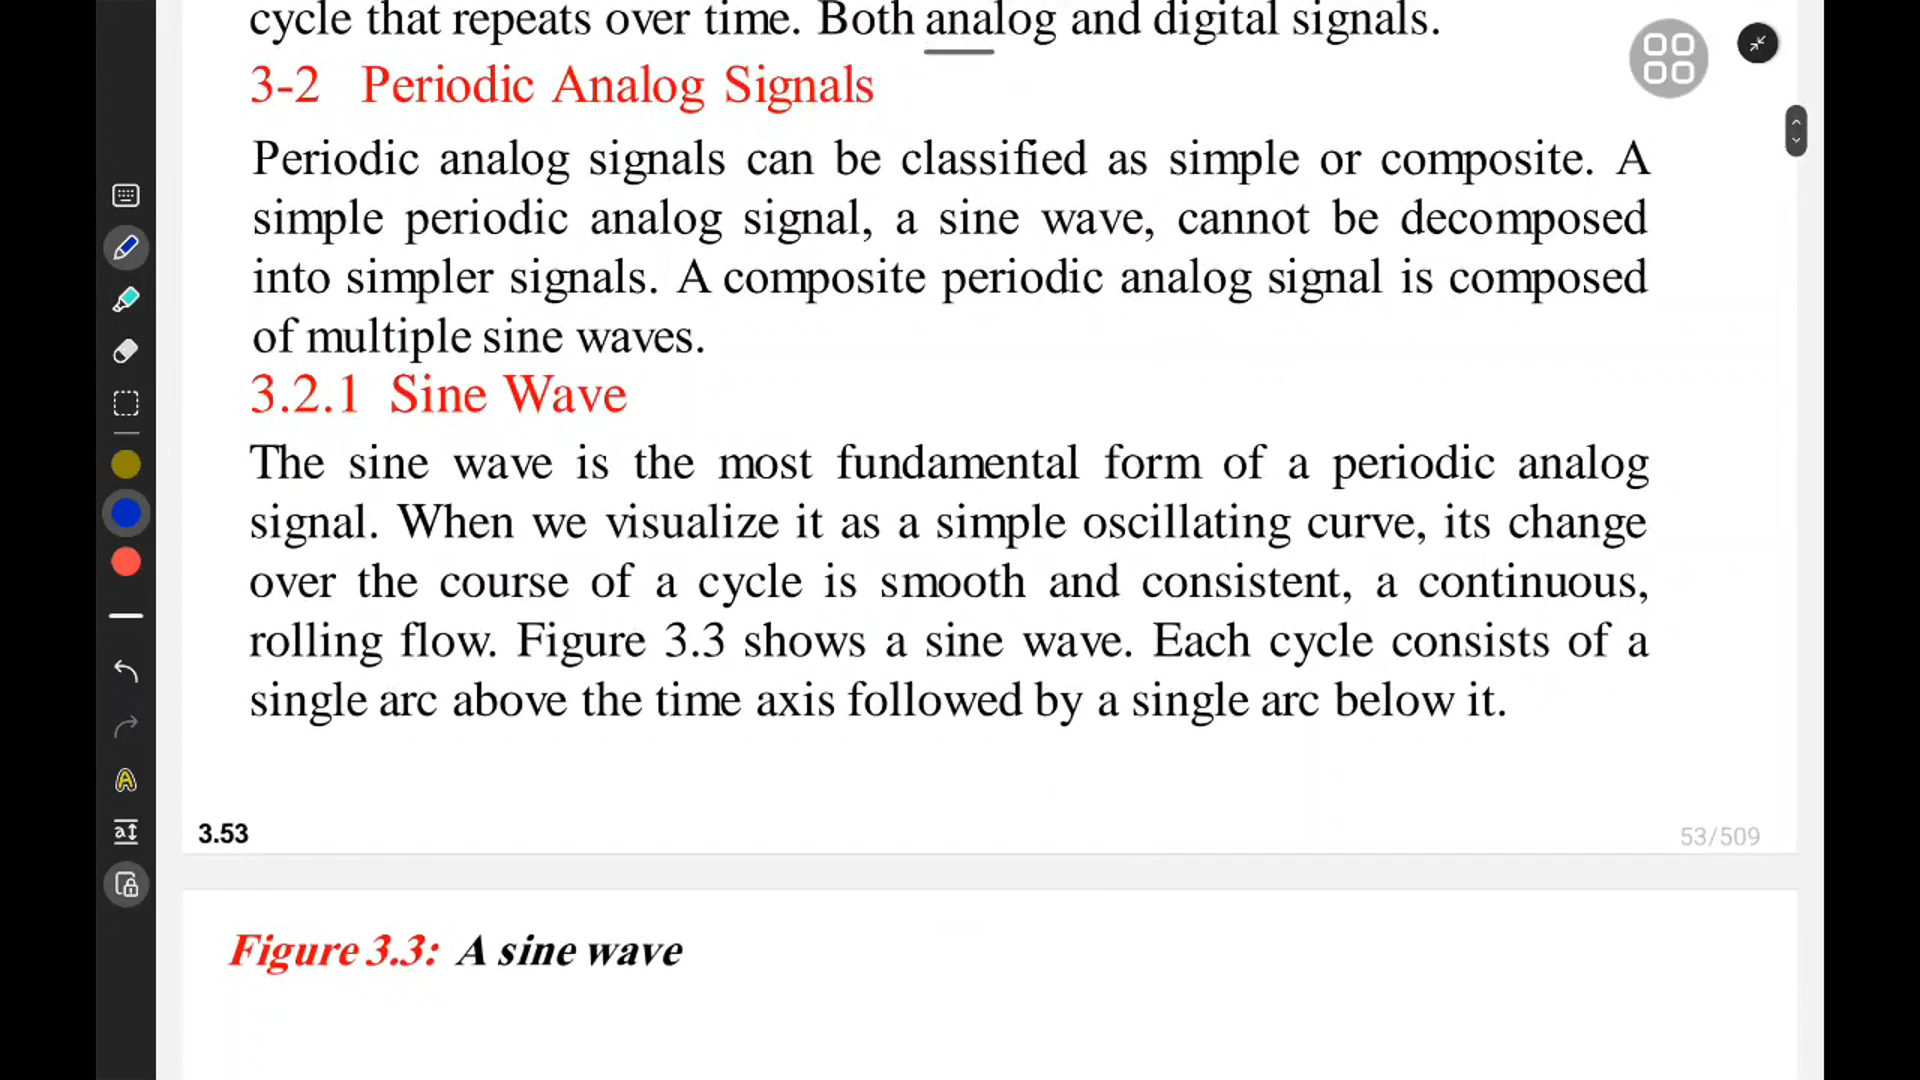 cycle that repeats over time. Both analog and digital signals.
3-2 Periodic Analog Signals
Periodic analog signals can be classified as simple or composite. A
simple periodic analog signal, a sine wave, cannot be decomposed
into simpler signals. A composite periodic analog signal is composed
of multiple sine waves.
3.2.1 Sine Wave
The sine wave is the most fundamental form of a periodic analog
signal. When we visualize it as a simple oscillating curve, its change
over the course of a cycle is smooth and consistent, a continuous,
rolling flow. Figure 3.3 shows a sine wave. Each cycle consists of a
single arc above the time axis followed by a single arc below it.
3.53
53/509
Figure 3.3: A sine wave